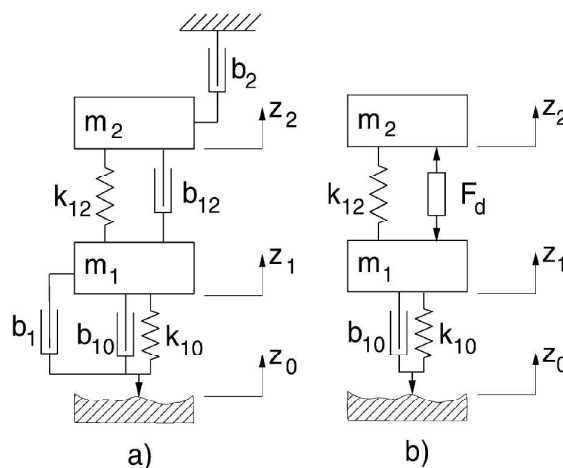 b₂
m₂
z₂
k₁₂
b₁₂
m₁
z₁
b₁
b₁₀
k₁₀
z₀
a)
m₂
z₂
k₁₂
F_d
m₁
z₁
b₁₀
k₁₀
z₀
b)